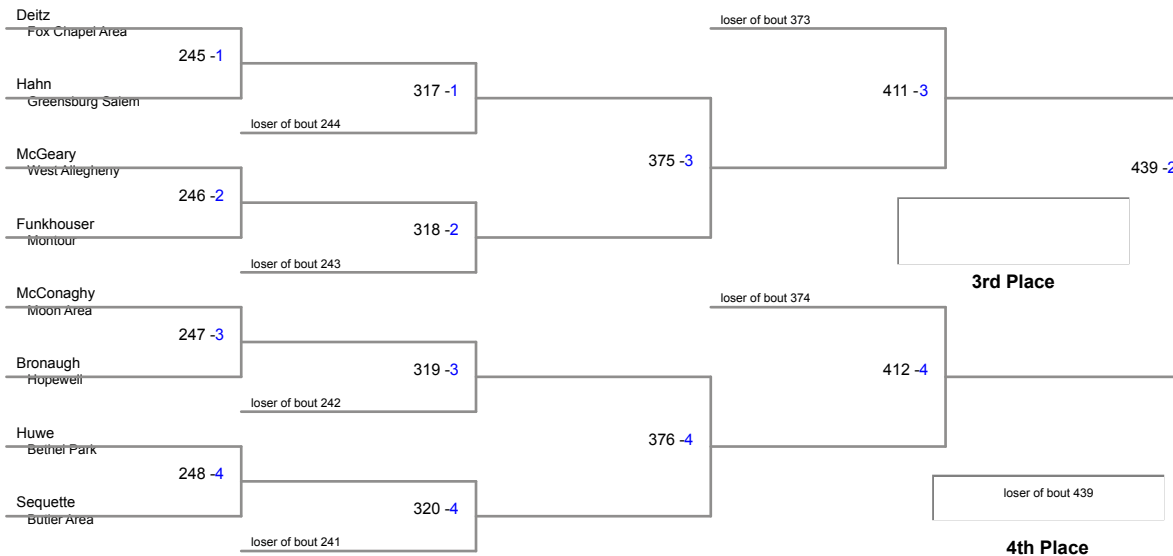 Deitz
Fox Chapel Area
245 -1
Hahn
Greensburg Salem
317 -1
loser of bout 244
McGeary
West Allegheny
246 -2
Funkhouser
Montour
318 -2
loser of bout 243
375 -3
loser of bout 373
411 -3
439 -2
3rd Place
McConaghy
Moon Area
247 -3
Bronaugh
Hopewell
319 -3
loser of bout 242
Huwe
Bethel Park
248 -4
Sequette
Butler Area
320 -4
loser of bout 241
376 -4
loser of bout 374
412 -4
loser of bout 439
4th Place